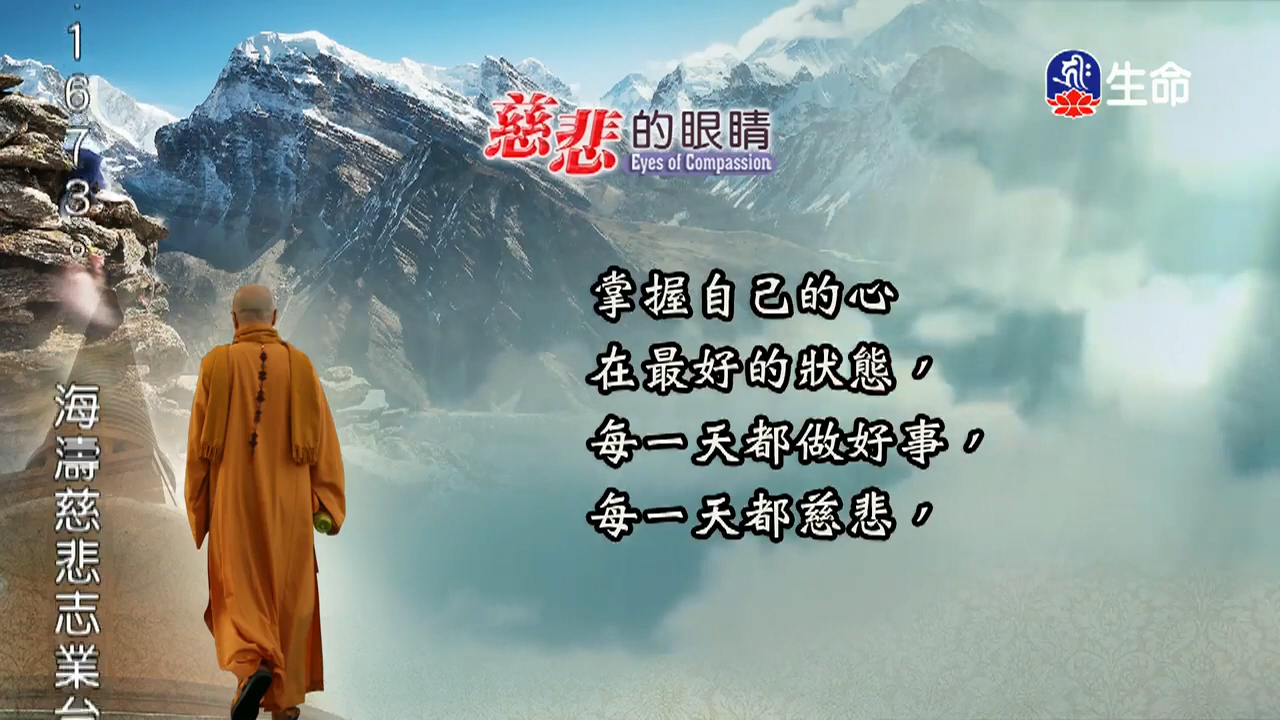 生命
慈悲的眼睛
Eyes of Compassion
掌握自己的心
在最好的狀態，
每一天都做好事，
每一天都慈悲，
1673。
海濤慈悲志業